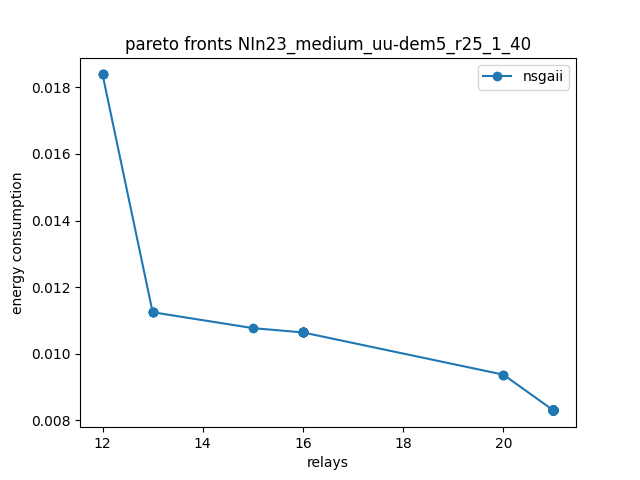 pareto fronts NIn23_medium_uu-dem5_r25_1_40
nsgaii
0.018
0.016
0.014
0.012
0.010
0.008
energy consumption
12 14 16 18 20
relays